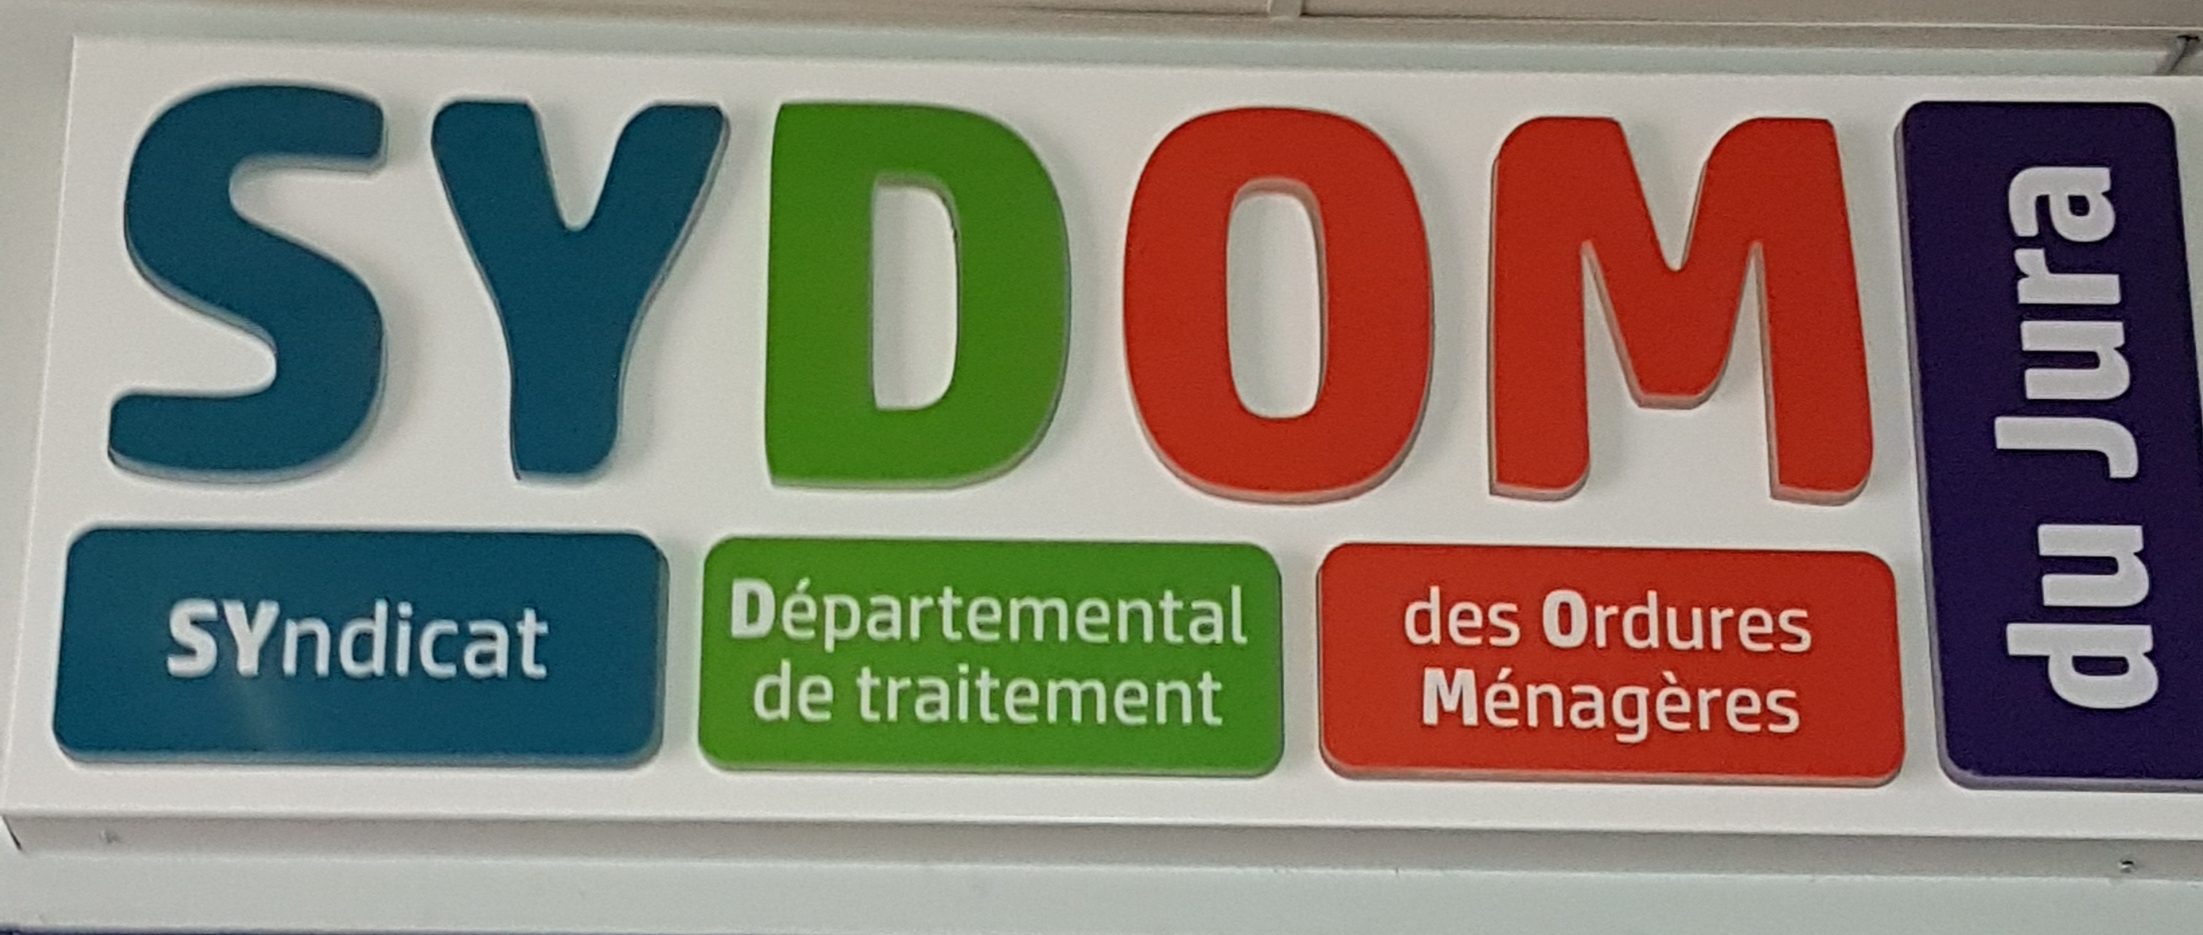 SYDOM
du Jura
SYndicat
Départemental
de traitement
des Ordures
Ménagères